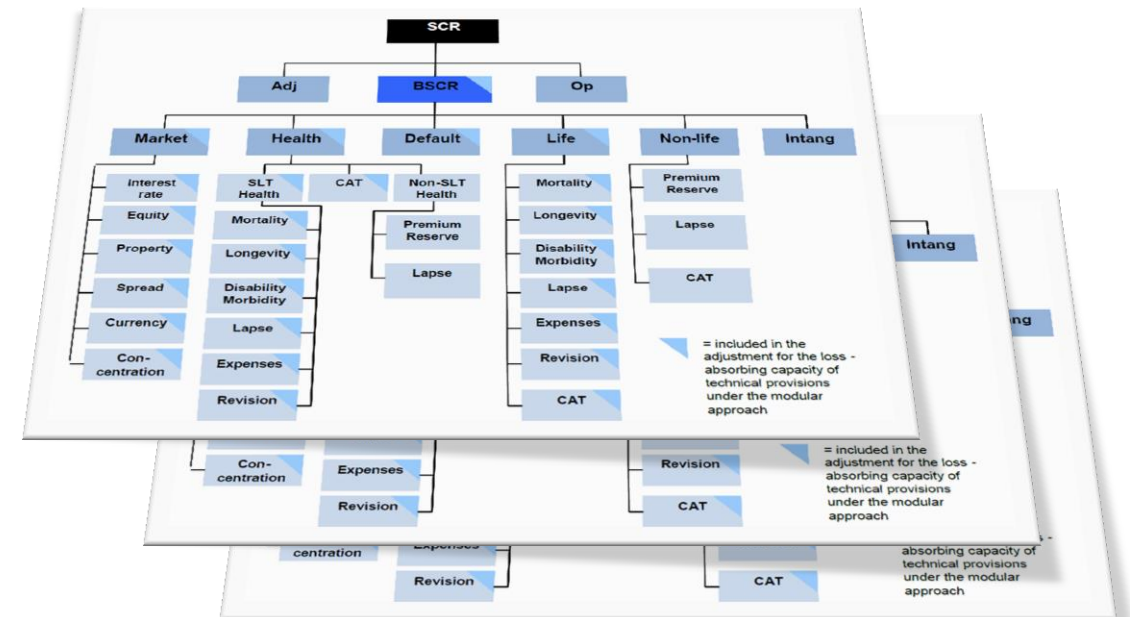 SCR
Adj
BSCR
Op
Market
Health
Default
Life
Non-life
Intang
Interest
rate
Equity
Property
Spread
Currency
Con-
centration
SLT
Health
CAT
Non-SLT
Health
Mortality
Longevity
Disability
Morbidity
Lapse
Expenses
Revision
Premium
Reserve
Lapse
Mortality
Longevity
Disability
Morbidity
Lapse
Expenses
Revision
CAT
Premium
Reserve
Lapse
CAT
= included in the
adjustment for the loss -
absorbing capacity of
technical provisions
under the modular
approach
Intang
Con-
centration
Expenses
Revision
Revision
CAT
= included in the
adjustment for the loss -
absorbing capacity of
technical provisions
under the modular
approach
ng
centration
Expenses
Revision
CAT
absorbing capacity of
technical provisions
under the modular
approach